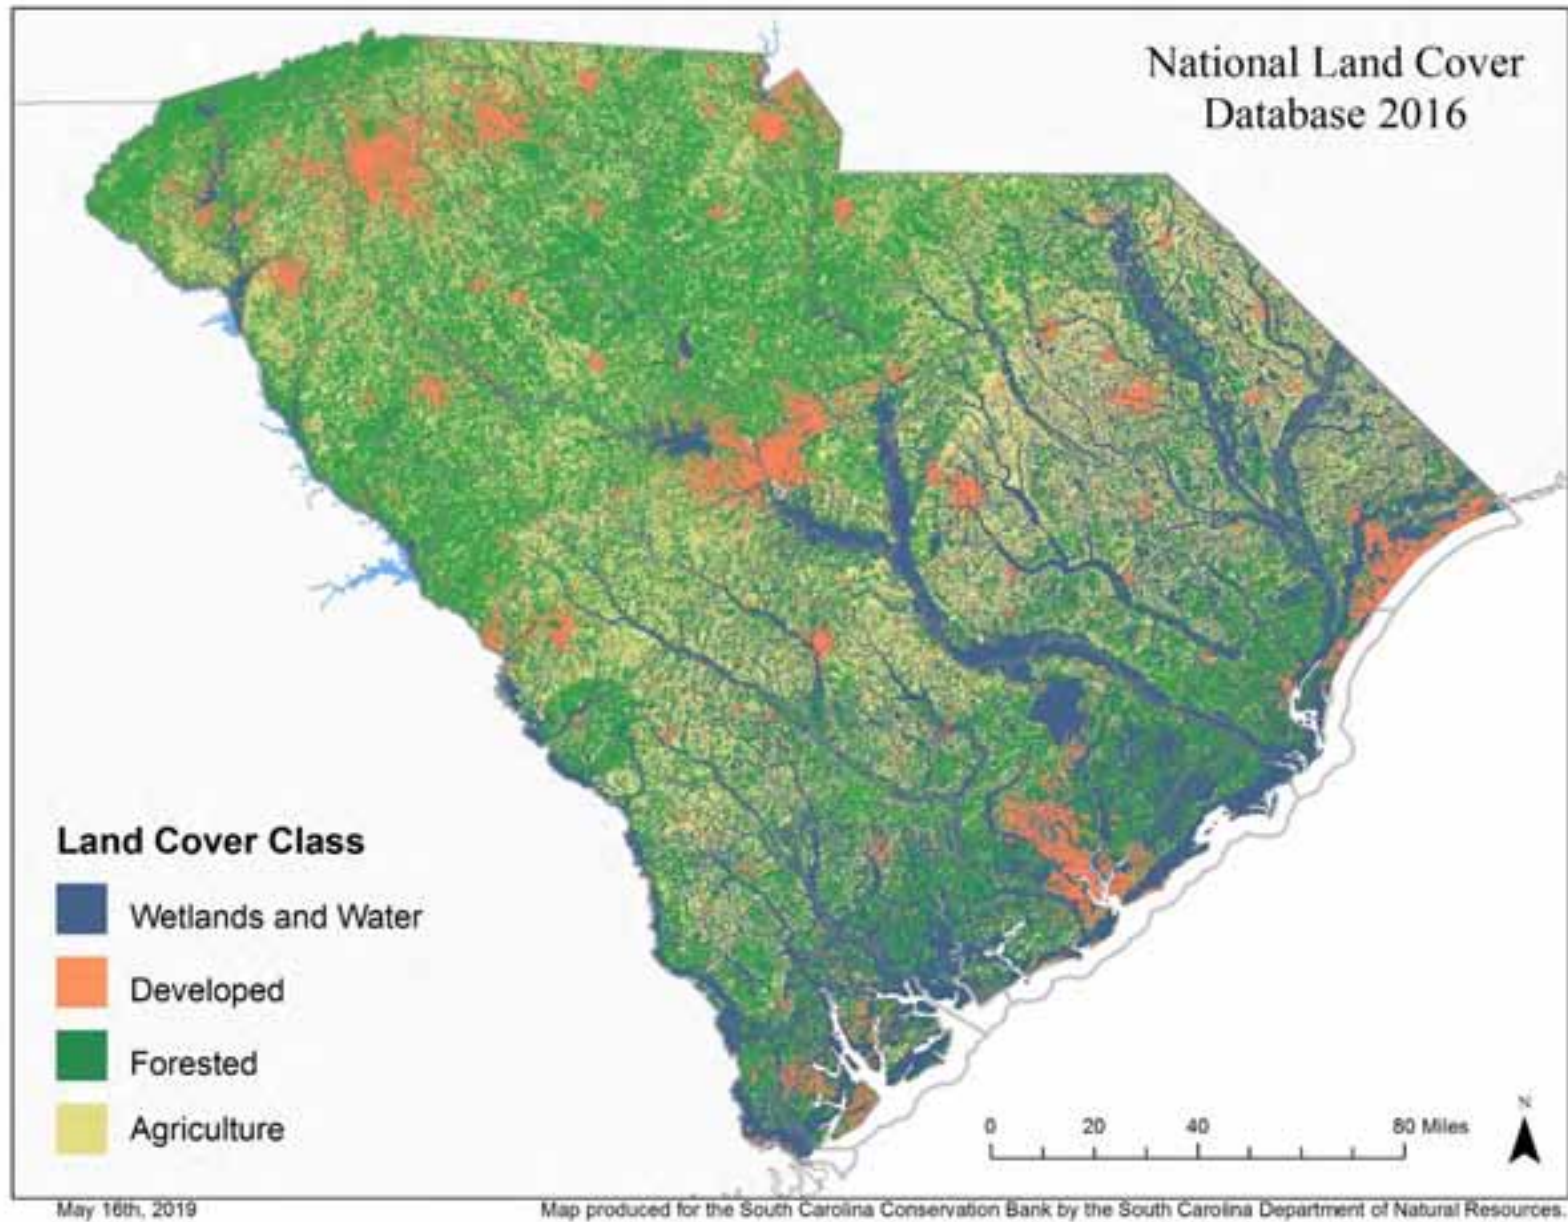 National Land Cover
Database 2016
Land Cover Class
Wetlands and Water
Developed
Forested
Agriculture
N
0 20 40 80 Miles
May 16th, 2019
Map produced for the South Carolina Conservation Bank by the South Carolina Department of Natural Resources